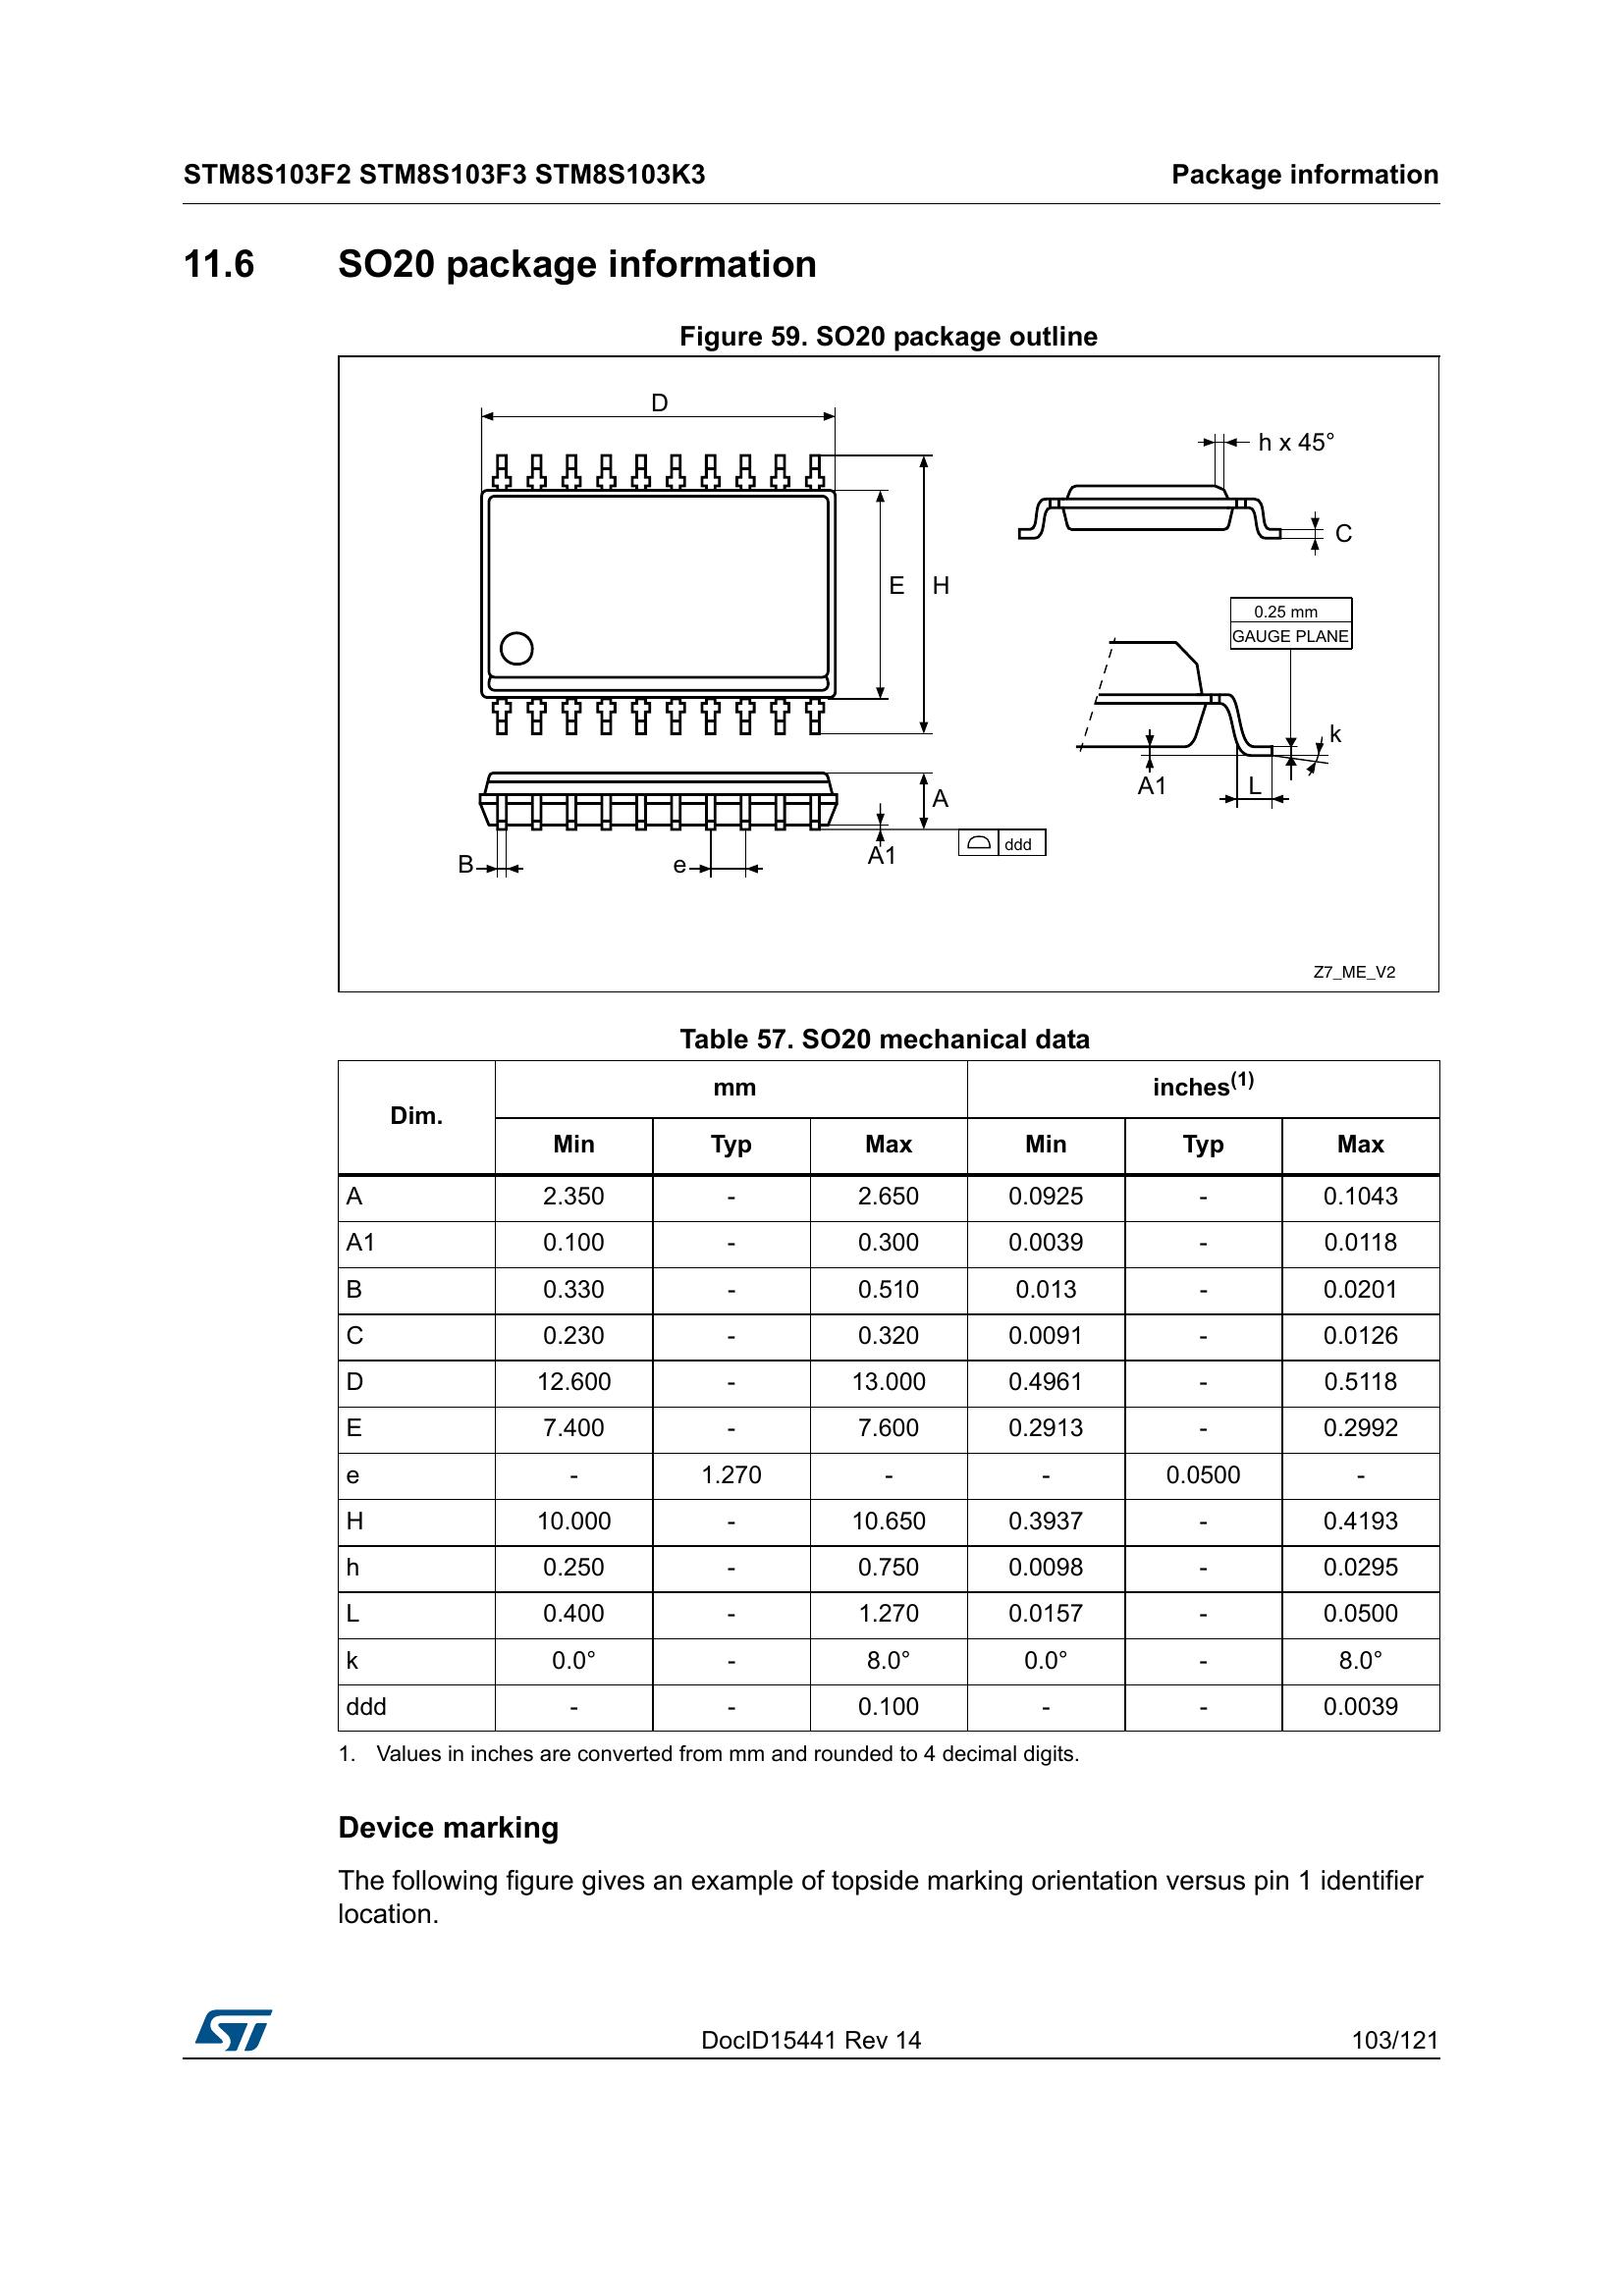 STM8S103F2 STM8S103F3 STM8S103K3 Package information
11.6 SO20 package information
Figure 59. SO20 package outline
D
h x 45°
C
E H
0.25 mm
GAUGE PLANE
k
A1 L
A
A1
ddd
B e
Z7_ME_V2
Table 57. SO20 mechanical data
Dim. mm inches(1)
Min Typ Max Min Typ Max
A 2.350 - 2.650 0.0925 - 0.1043
A1 0.100 - 0.300 0.0039 - 0.0118
B 0.330 - 0.510 0.013 - 0.0201
C 0.230 - 0.320 0.0091 - 0.0126
D 12.600 - 13.000 0.4961 - 0.5118
E 7.400 - 7.600 0.2913 - 0.2992
e - 1.270 - - 0.0500 -
H 10.000 - 10.650 0.3937 - 0.4193
h 0.250 - 0.750 0.0098 - 0.0295
L 0.400 - 1.270 0.0157 - 0.0500
k 0.0° - 8.0° 0.0° - 8.0°
ddd - - 0.100 - - 0.0039
1. Values in inches are converted from mm and rounded to 4 decimal digits.
Device marking
The following figure gives an example of topside marking orientation versus pin 1 identifier
location.
ST
DocID15441 Rev 14 103/121